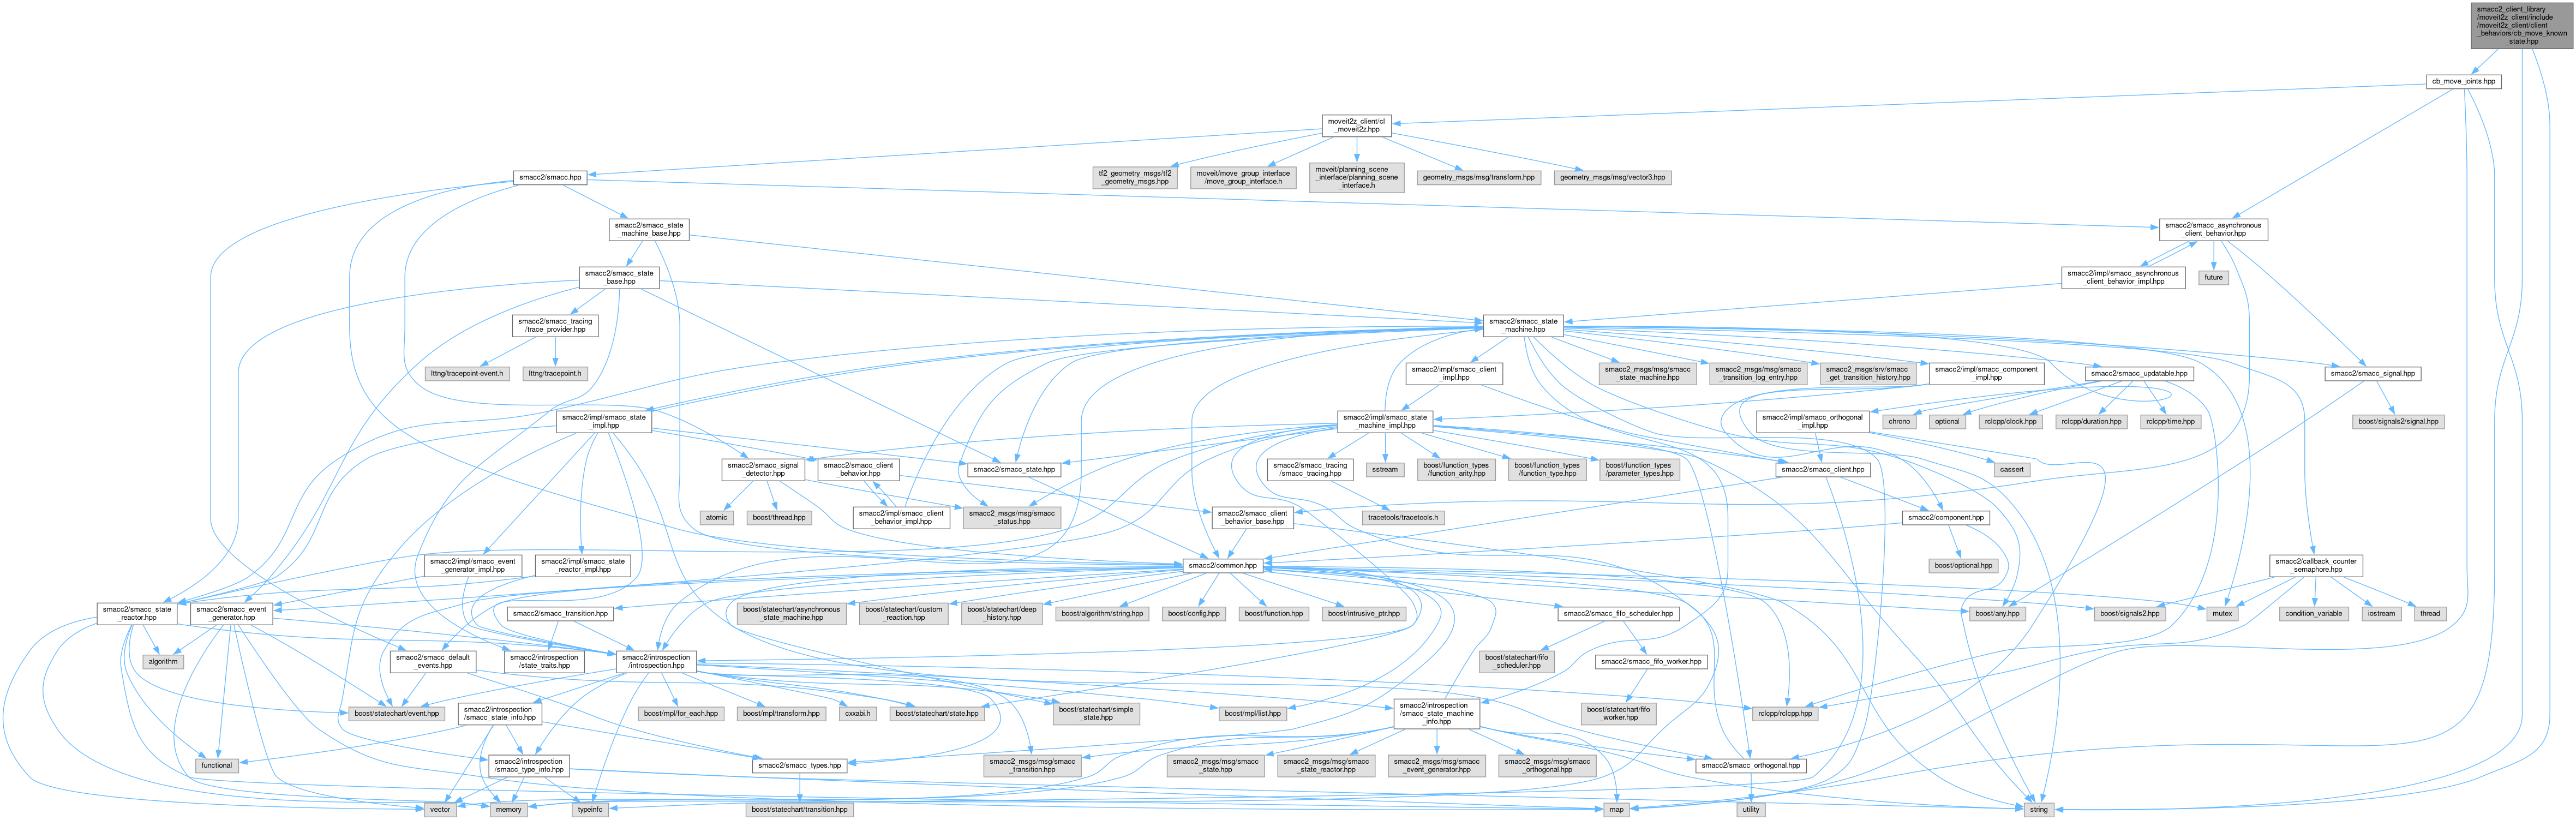 smacc2_client_library
/moveit2z_client/include
/moveit2z_client/client
_behaviors/cb_move_known
_state.hpp
cb_move_joints.hpp
moveit2z_client/cl
_moveit2z.hpp
smacc2/smacc.hpp
tf2_geometry_msgs/tf2
_geometry_msgs.hpp
moveit/move_group_interface
/move_group_interface.h
moveit/planning_scene
_interface/planning_scene
_interface.h
geometry_msgs/msg/transform.hpp
geometry_msgs/msg/vector3.hpp
smacc2/smacc_state
_machine_base.hpp
smacc2/smacc_asynchronous
_client_behavior.hpp
smacc2/smacc_state
_base.hpp
smacc2/impl/smacc_asynchronous
_client_behavior_impl.hpp
future
smacc2/smacc_tracing
/trace_provider.hpp
smacc2/smacc_state
_machine.hpp
lttng/tracepoint-event.h
lttng/tracepoint.h
smacc2/impl/smacc_client
_impl.hpp
smacc2_msgs/msg/smacc
_state_machine.hpp
smacc2_msgs/msg/smacc
_transition_log_entry.hpp
smacc2_msgs/srv/smacc
_get_transition_history.hpp
smacc2/impl/smacc_component
_impl.hpp
smacc2/smacc_updatable.hpp
smacc2/smacc_signal.hpp
smacc2/impl/smacc_state
_impl.hpp
smacc2/impl/smacc_state
_machine_impl.hpp
smacc2/impl/smacc_orthogonal
_impl.hpp
chrono
optional
rclcpp/clock.hpp
rclcpp/duration.hpp
rclcpp/time.hpp
boost/signals2/signal.hpp
smacc2/smacc_signal
_detector.hpp
smacc2/smacc_client
_behavior.hpp
smacc2/smacc_state.hpp
smacc2/smacc_tracing
/smacc_tracing.hpp
sstream
boost/function_types
/function_arity.hpp
boost/function_types
/function_type.hpp
boost/function_types
/parameter_types.hpp
smacc2/smacc_client.hpp
cassert
atomic
boost/thread.hpp
smacc2/impl/smacc_client
_behavior_impl.hpp
smacc2_msgs/msg/smacc
_status.hpp
smacc2/smacc_client
_behavior_base.hpp
tracetools/tracetools.h
smacc2/component.hpp
smacc2/impl/smacc_event
_generator_impl.hpp
smacc2/impl/smacc_state
_reactor_impl.hpp
smacc2/common.hpp
boost/optional.hpp
smacc2/callback_counter
_semaphore.hpp
smacc2/smacc_state
_reactor.hpp
smacc2/smacc_event
_generator.hpp
smacc2/smacc_transition.hpp
boost/statechart/asynchronous
_state_machine.hpp
boost/statechart/custom
_reaction.hpp
boost/statechart/deep
_history.hpp
boost/algorithm/string.hpp
boost/config.hpp
boost/function.hpp
boost/intrusive_ptr.hpp
smacc2/smacc_fifo_scheduler.hpp
boost/any.hpp
boost/signals2.hpp
mutex
condition_variable
iostream
thread
algorithm
smacc2/smacc_default
_events.hpp
smacc2/introspection
/state_traits.hpp
smacc2/introspection
/introspection.hpp
boost/statechart/fifo
_scheduler.hpp
smacc2/smacc_fifo_worker.hpp
boost/statechart/event.hpp
smacc2/introspection
/smacc_state_info.hpp
boost/mpl/for_each.hpp
boost/mpl/transform.hpp
cxxabi.h
boost/statechart/state.hpp
boost/statechart/simple
_state.hpp
boost/mpl/list.hpp
smacc2/introspection
/smacc_state_machine
_info.hpp
boost/statechart/fifo
_worker.hpp
rclcpp/rclcpp.hpp
functional
smacc2/introspection
/smacc_type_info.hpp
smacc2/smacc_types.hpp
smacc2_msgs/msg/smacc
_transition.hpp
smacc2_msgs/msg/smacc
_state.hpp
smacc2_msgs/msg/smacc
_state_reactor.hpp
smacc2_msgs/msg/smacc
_event_generator.hpp
smacc2_msgs/msg/smacc
_orthogonal.hpp
smacc2/smacc_orthogonal.hpp
vector
memory
typeinfo
boost/statechart/transition.hpp
map
utility
string